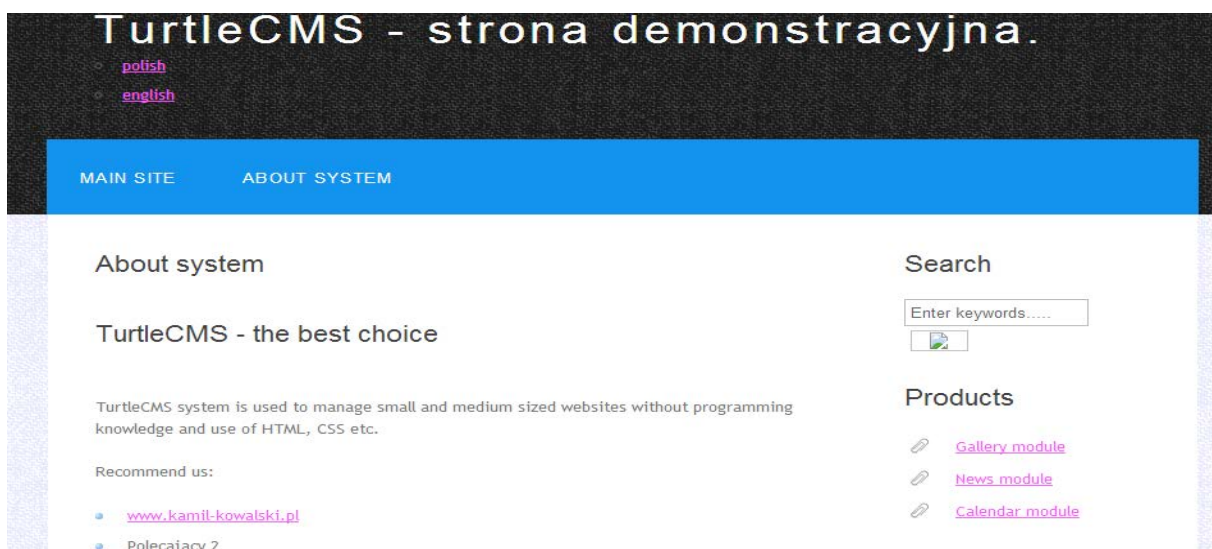 TurtleCMS - strona demonstracyjna.
polish
english
MAIN SITE
ABOUT SYSTEM
About system
TurtleCMS - the best choice
TurtleCMS system is used to manage small and medium sized websites without programming
knowledge and use of HTML, CSS etc.
Recommend us:
www.kamil-kowalski.pl
Polecający 2
Search
Enter keywords.....
Products
Gallery module
News module
Calendar module